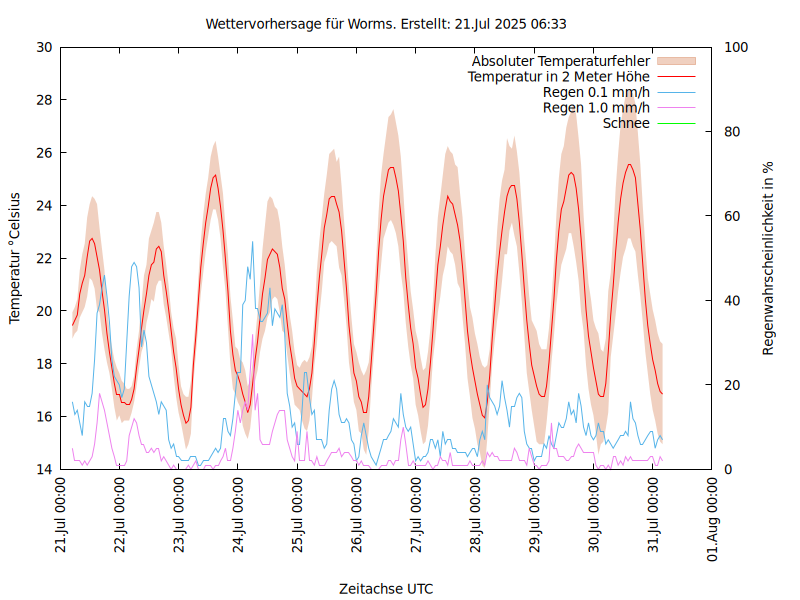 Wettervorhersage für Worms. Erstellt: 21.Jul 2025 06:33
30
28
26
24
22
20
18
16
14
Temperatur °Celsius
100
80
60
40
20
0
Regenwahrscheinlichkeit in %
Absoluter Temperaturfehler
Temperatur in 2 Meter Höhe
Regen 0.1 mm/h
Regen 1.0 mm/h
Schnee
21.Jul 00:00
22.Jul 00:00
23.Jul 00:00
24.Jul 00:00
25.Jul 00:00
26.Jul 00:00
27.Jul 00:00
28.Jul 00:00
29.Jul 00:00
30.Jul 00:00
31.Jul 00:00
01.Aug 00:00
Zeitachse UTC